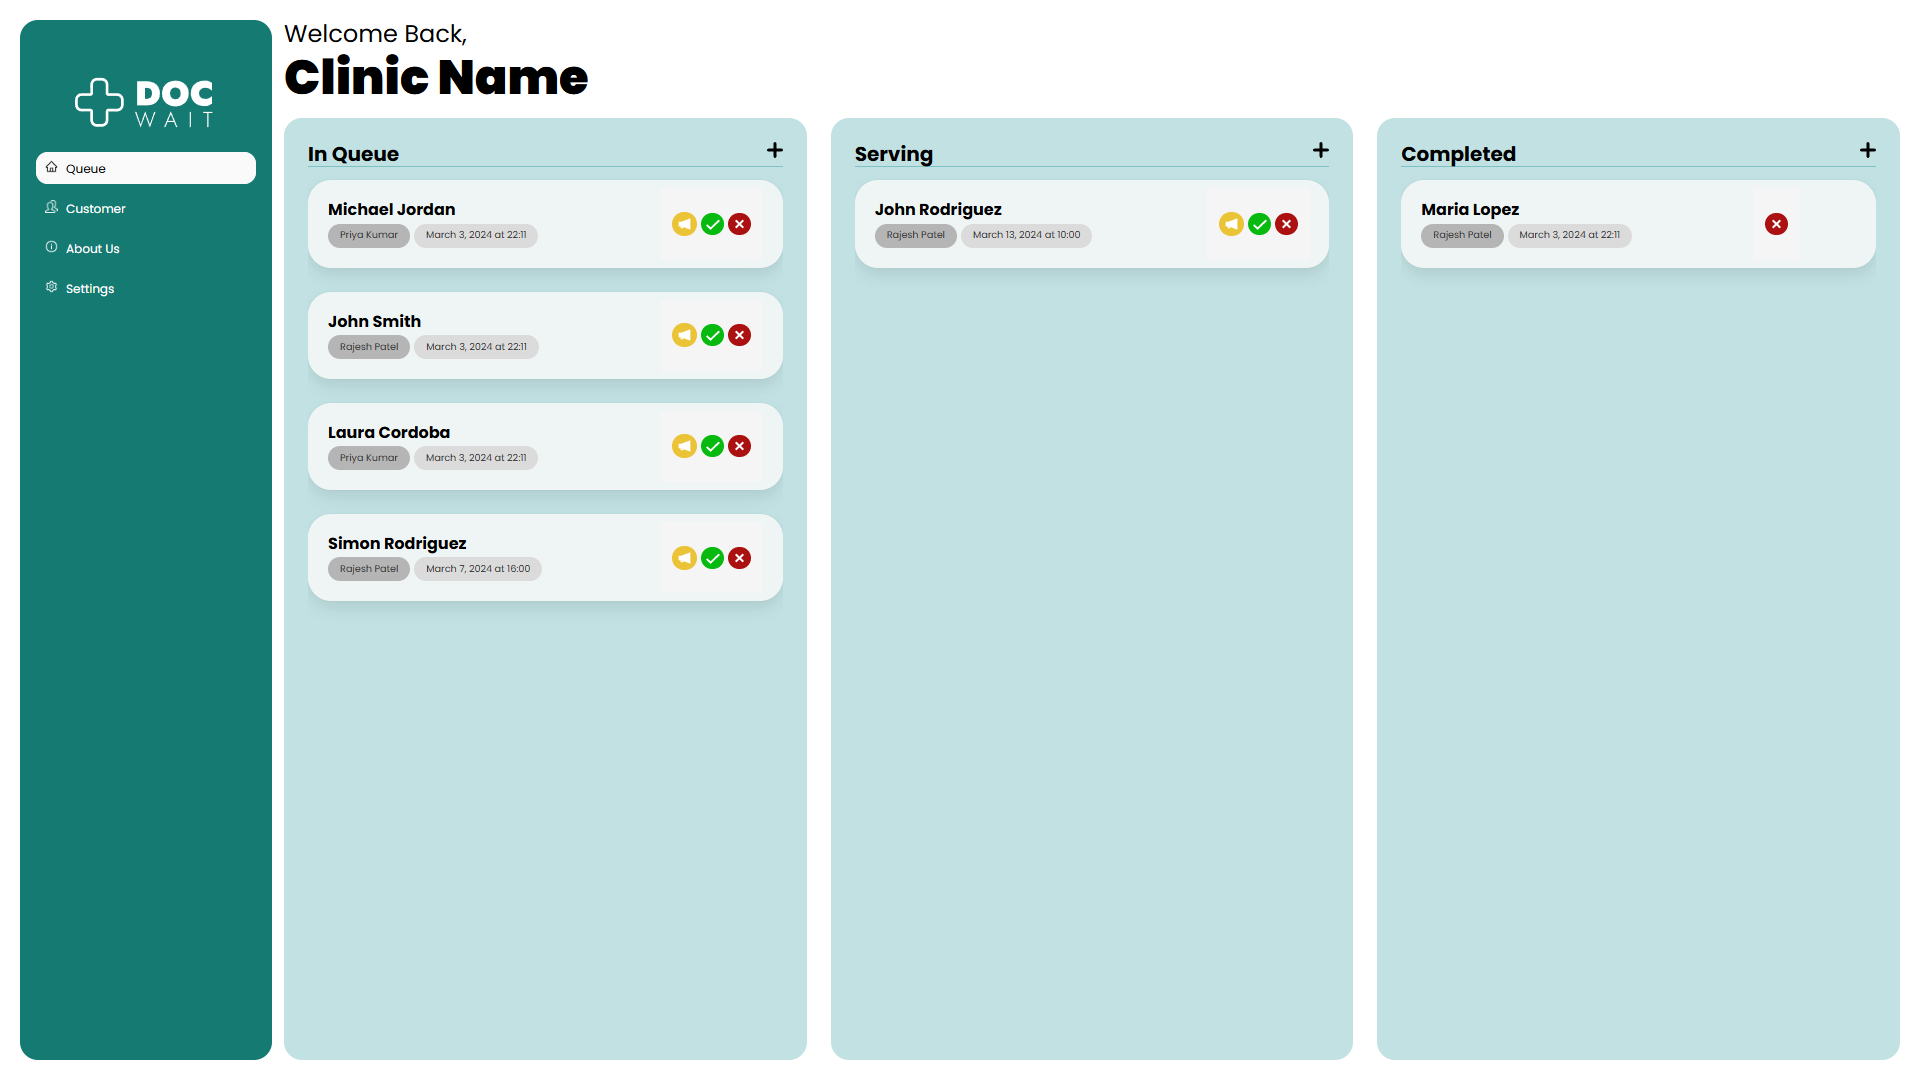 DOC
WAIT
Queue
Customer
About Us
Settings
Welcome Back,
Clinic Name
In Queue
Michael Jordan
Priya Kumar March 3, 2024 at 22:11
John Smith
Rajesh Patel March 3, 2024 at 22:11
Laura Cordoba
Priya Kumar March 3, 2024 at 22:11
Simon Rodriguez
Rajesh Patel March 7, 2024 at 16:00
Serving
John Rodriguez
Rajesh Patel March 13, 2024 at 10:00
Completed
Maria Lopez
Rajesh Patel March 3, 2024 at 22:11